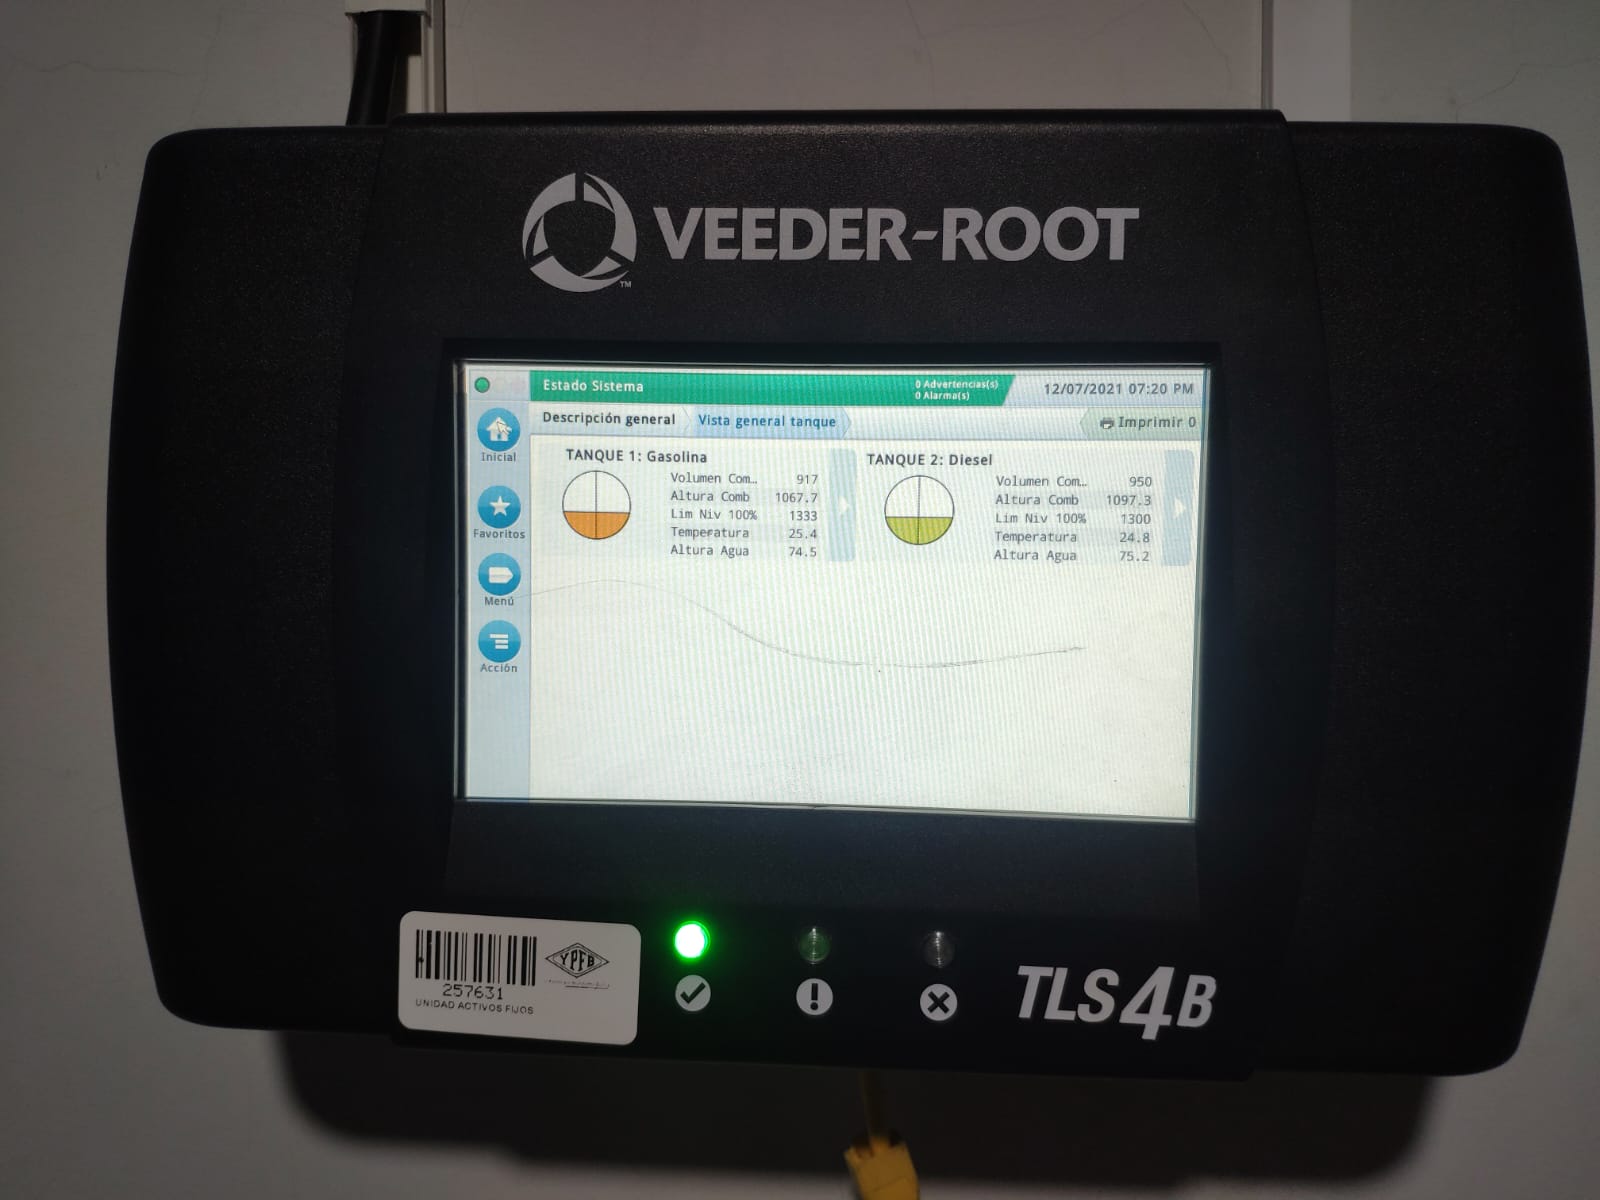 VEEDER-ROOT
TM
Estado Sistema
0 Advertencias(s)
0 Alarma(s)
12/07/2021 07:20 PM
Descripción general
Vista general tanque
Imprimir 0
Inicial
Favoritos
Menú
Acción
TANQUE 1: Gasolina
Volumen Com… 917
Altura Comb 1067.7
Lim Niv 100% 1333
Temperatura 25.4
Altura Agua 74.5
TANQUE 2: Diesel
Volumen Com… 950
Altura Comb 1097.3
Lim Niv 100% 1300
Temperatura 24.8
Altura Agua 75.2
YPFB
257631
UNIDAD ACTIVOS FIJOS
TLS4B